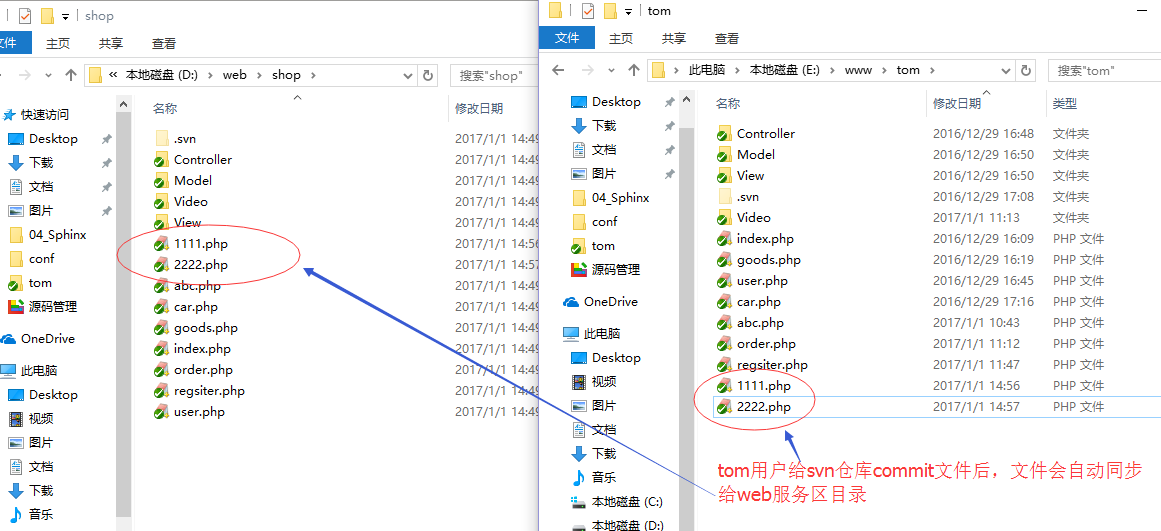 shop
文件 主页 共享 查看
« 本地磁盘 (D:) › web › shop › 搜索"shop"
名称 修改日期
快速访问
Desktop
下载
文档
图片
04_Sphinx
conf
tom
源码管理
OneDrive
此电脑
Desktop
视频
图片
文档
下载
音乐
.svn 2017/1/1 14:49
Controller 2017/1/1 14:49
Model 2017/1/1 14:49
Video 2017/1/1 14:49
View 2017/1/1 14:49
1111.php 2017/1/1 14:56
2222.php 2017/1/1 14:57
abc.php 2017/1/1 14:49
car.php 2017/1/1 14:49
goods.php 2017/1/1 14:49
index.php 2017/1/1 14:49
order.php 2017/1/1 14:49
regsiter.php 2017/1/1 14:49
user.php 2017/1/1 14:49
tom
文件 主页 共享 查看
› 此电脑 › 本地磁盘 (E:) › www › tom › 搜索"tom"
名称 修改日期 类型
Desktop
下载
文档
图片
04_Sphinx
conf
tom
源码管理
OneDrive
此电脑
Desktop
视频
图片
文档
下载
音乐
本地磁盘 (C:)
本地磁盘 (D:)
Controller 2016/12/29 16:48 文件夹
Model 2016/12/29 16:50 文件夹
View 2016/12/29 16:50 文件夹
.svn 2016/12/29 17:08 文件夹
Video 2017/1/1 11:13 文件夹
index.php 2016/12/29 16:09 PHP 文件
goods.php 2016/12/29 16:19 PHP 文件
user.php 2016/12/29 16:45 PHP 文件
car.php 2016/12/29 17:16 PHP 文件
abc.php 2017/1/1 10:43 PHP 文件
order.php 2017/1/1 11:12 PHP 文件
regsiter.php 2017/1/1 11:47 PHP 文件
1111.php 2017/1/1 14:56 PHP 文件
2222.php 2017/1/1 14:57 PHP 文件
tom用户给svn仓库commit文件后，文件会自动同步
给web服务区目录